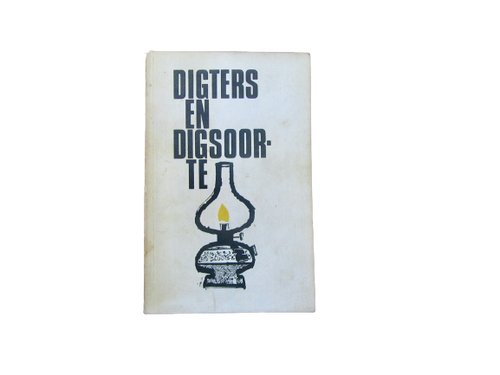 DIGTERS
EN
DIGSOOR-
TE